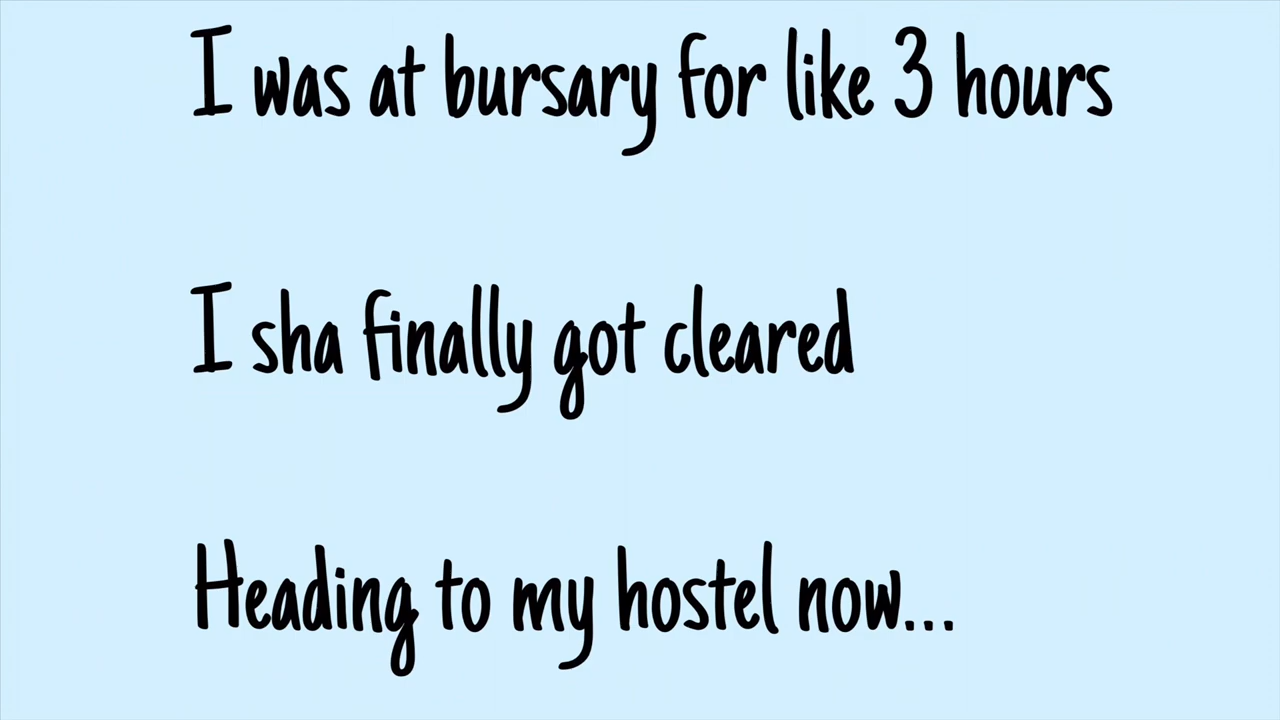 I was at bursary for like 3 hours
I sha finally got cleared
Heading to my hostel now...